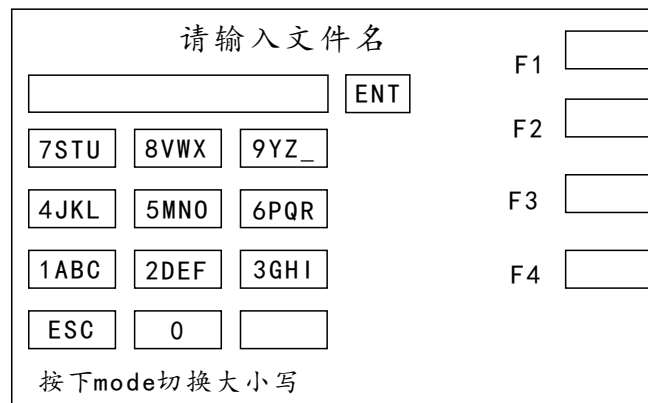 请输入文件名
ENT
7STU 8VWX 9YZ_
4JKL 5MNO 6PQR
1ABC 2DEF 3GHI
ESC 0
按下mode切换大小写
F1
F2
F3
F4